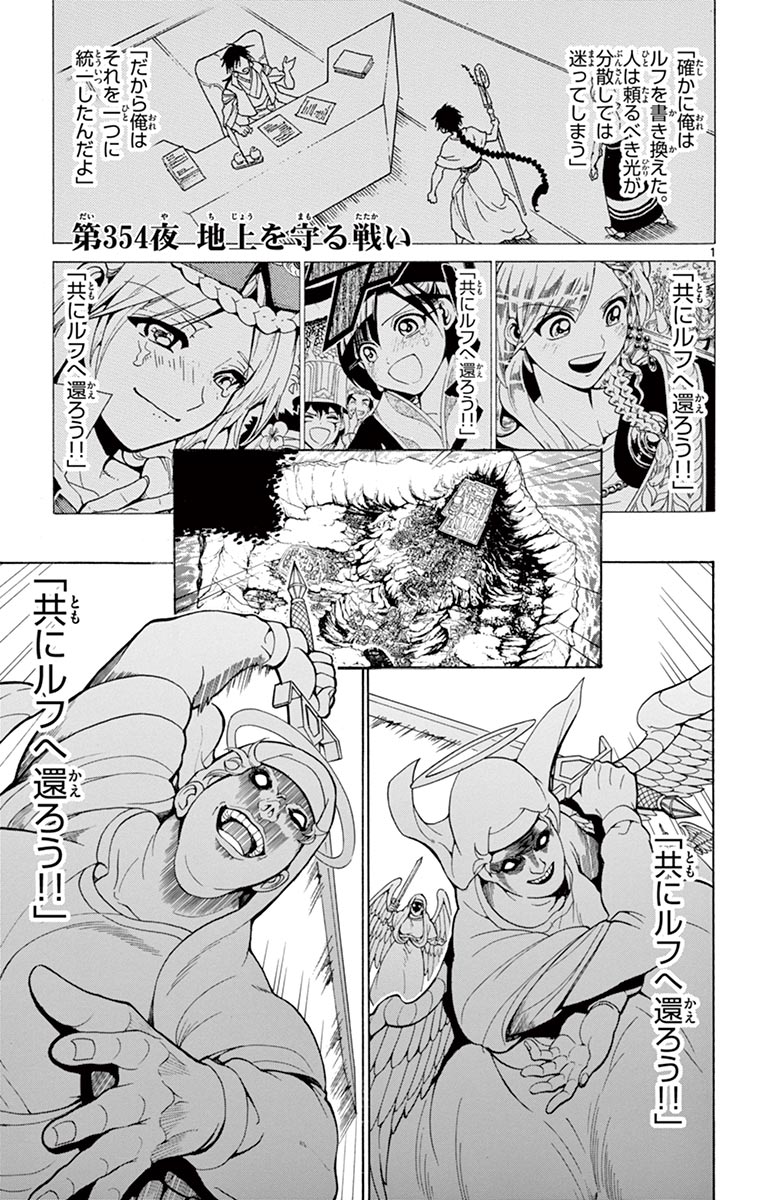 「確かに俺は
ルフを書き換えた。
人は頼るべき光が
分散しては
迷ってしまう」
「だから俺は
それを一つに
統一したんだよ」
第354夜 地上を守る戦い
1
「共にルフへ還ろう!!」
「共にルフへ還ろう!!」
「共にルフへ還ろう!!」
「共にルフへ還ろう!!」
「共にルフへ還ろう!!」